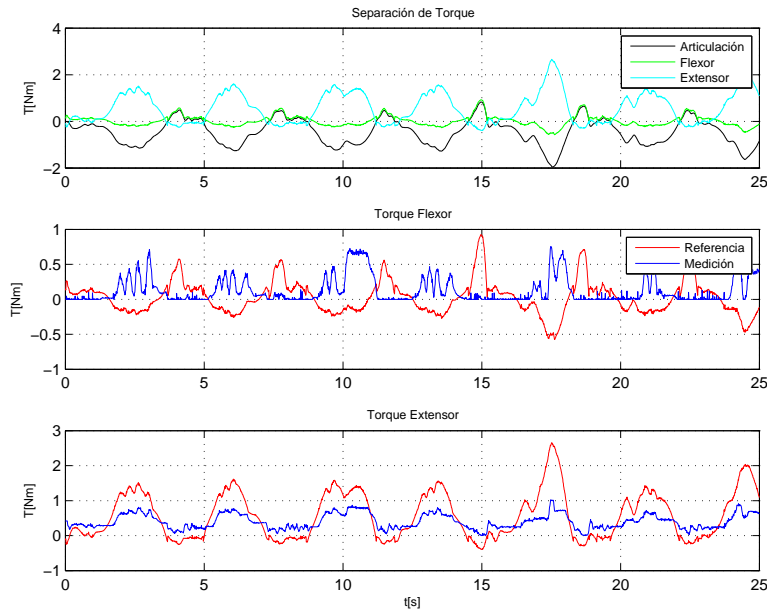 Separación de Torque
4
2
0
−2
T[Nm]
Articulación
Flexor
Extensor
0
5
10
15
20
25
Torque Flexor
1
0.5
0
−0.5
−1
T[Nm]
Referencia
Medición
0
5
10
15
20
25
Torque Extensor
3
2
1
0
−1
T[Nm]
0
5
10
15
20
25
t[s]